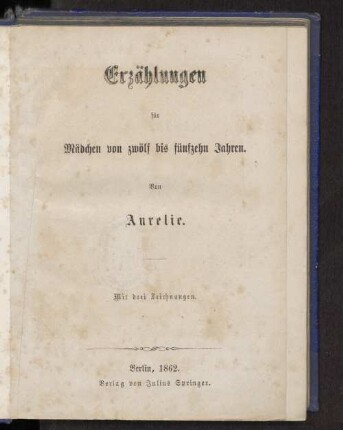 Erzählungen
für
Mädchen von zwölf bis fünfzehn Jahren.
Von
Aurelie.
Mit drei Zeichnungen.
Berlin, 1862.
Verlag von Julius Springer.